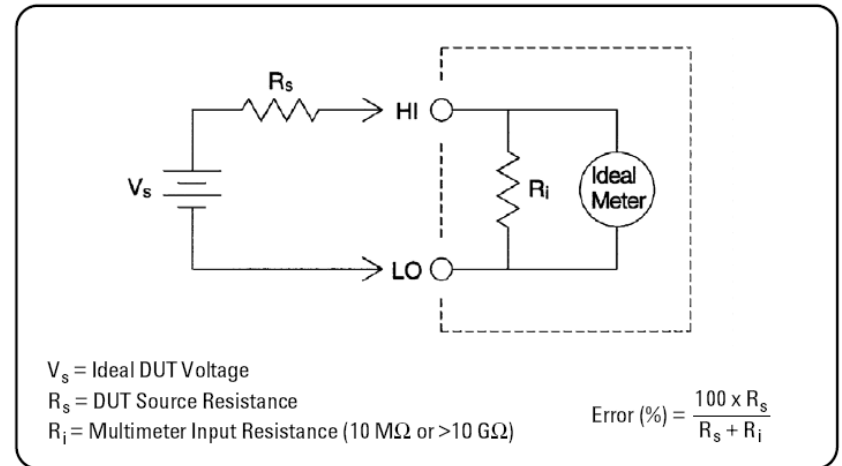 Rₛ
HI
Vₛ
Rᵢ
Ideal
Meter
LO
Vₛ = Ideal DUT Voltage
Rₛ = DUT Source Resistance
Rᵢ = Multimeter Input Resistance (10 MΩ or >10 GΩ)
Error (%) = 100 x Rₛ / Rₛ + Rᵢ